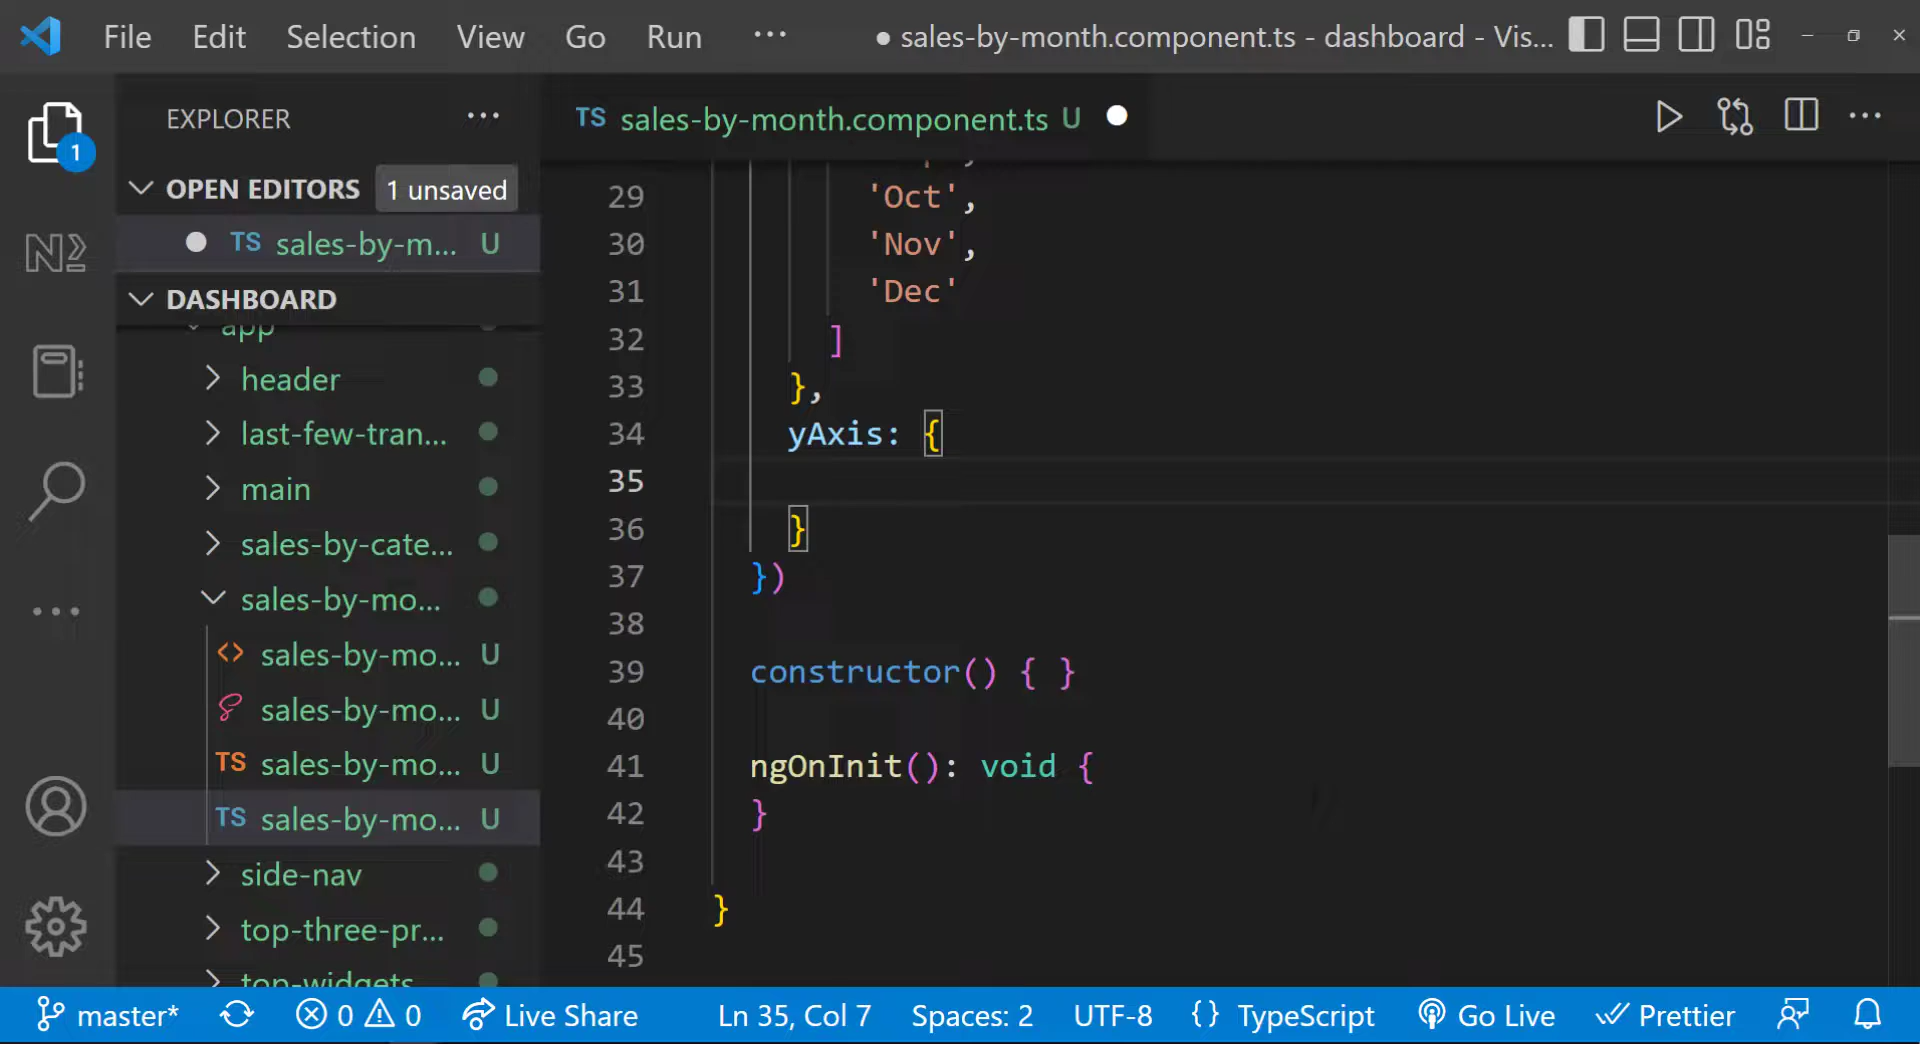 File Edit Selection View Go Run ··· ● sales-by-month.component.ts - dashboard - Vis...
EXPLORER ···
TS sales-by-month.component.ts U
1
OPEN EDITORS 1 unsaved
TS sales-by-m... U
DASHBOARD
app
header
last-few-tran...
main
sales-by-cate...
sales-by-mo...
sales-by-mo... U
sales-by-mo... U
TS sales-by-mo... U
TS sales-by-mo... U
side-nav
top-three-pr...
top-widgets
29 'Oct',
30 'Nov',
31 'Dec'
32 ]
33 },
34 yAxis: {
35
36 }
37 })
38
39 constructor() { }
40
41 ngOnInit(): void {
42 }
43
44 }
45
master* 0 0 Live Share Ln 35, Col 7 Spaces: 2 UTF-8 {} TypeScript Go Live Prettier